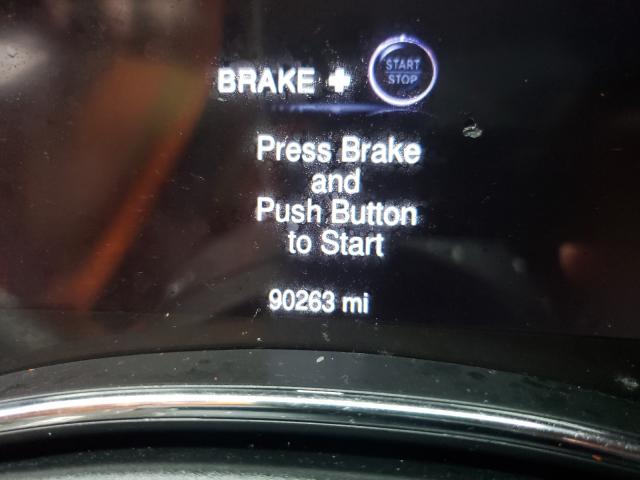 BRAKE + START
STOP
Press Brake
and
Push Button
to Start
90263 mi